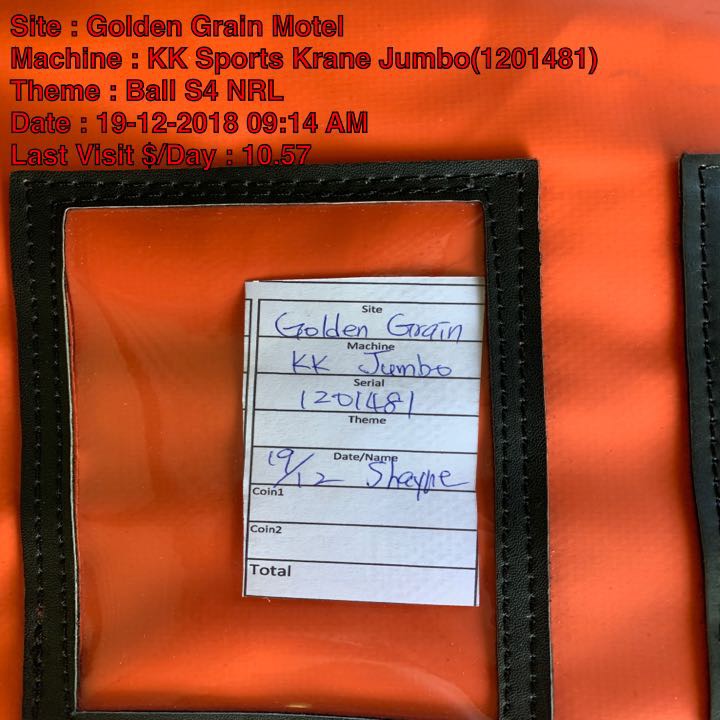 Site : Golden Grain Motel
Machine : KK Sports Krane Jumbo(1201481)
Theme : Ball S4 NRL
Date : 19-12-2018 09:14 AM
Last Visit $/Day : 10.57
Site
Golden Grain
Machine
KK Jumbo
Serial
1201481
Theme
Date/Name
19/12 Shayne
Coin1
Coin2
Total